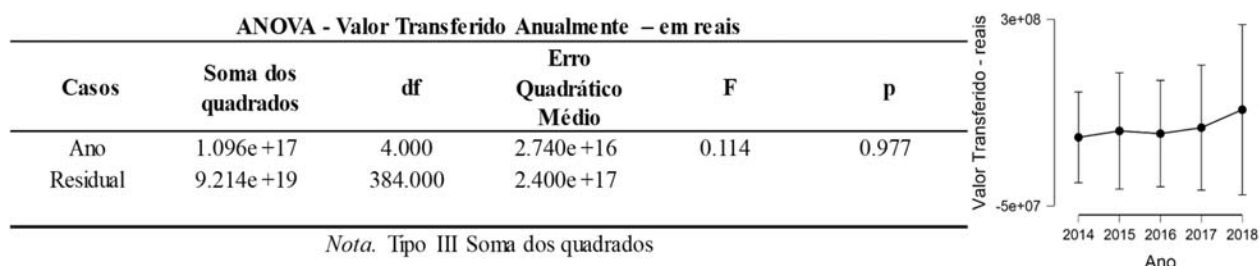 ANOVA - Valor Transferido Anualmente – em reais
Casos Soma dos quadrados df Erro Quadrático Médio F p
Ano 1.096e+17 4.000 2.740e+16 0.114 0.977
Residual 9.214e+19 384.000 2.400e+17
Nota. Tipo III Soma dos quadrados
Valor Transferido - reais
3e+08
-5e+07
2014 2015 2016 2017 2018
Ano